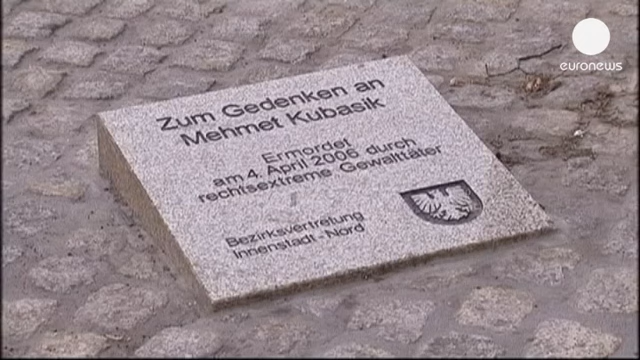 euronews
Zum Gedenken an
Mehmet Kubasik
Ermordet
am 4. April 2006 durch
rechtsextreme Gewalttäter
Bezirksvertretung
Innenstadt-Nord